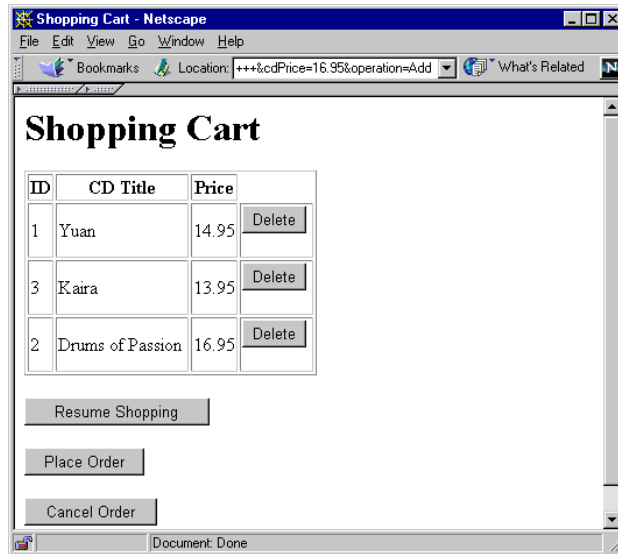 Shopping Cart - Netscape
File Edit View Go Window Help
Bookmarks Location: +++&cdPrice=16.95&operation=Add What's Related N
Shopping Cart
ID CD Title Price
1 Yuan 14.95 Delete
3 Kaira 13.95 Delete
2 Drums of Passion 16.95 Delete
Resume Shopping
Place Order
Cancel Order
Document: Done